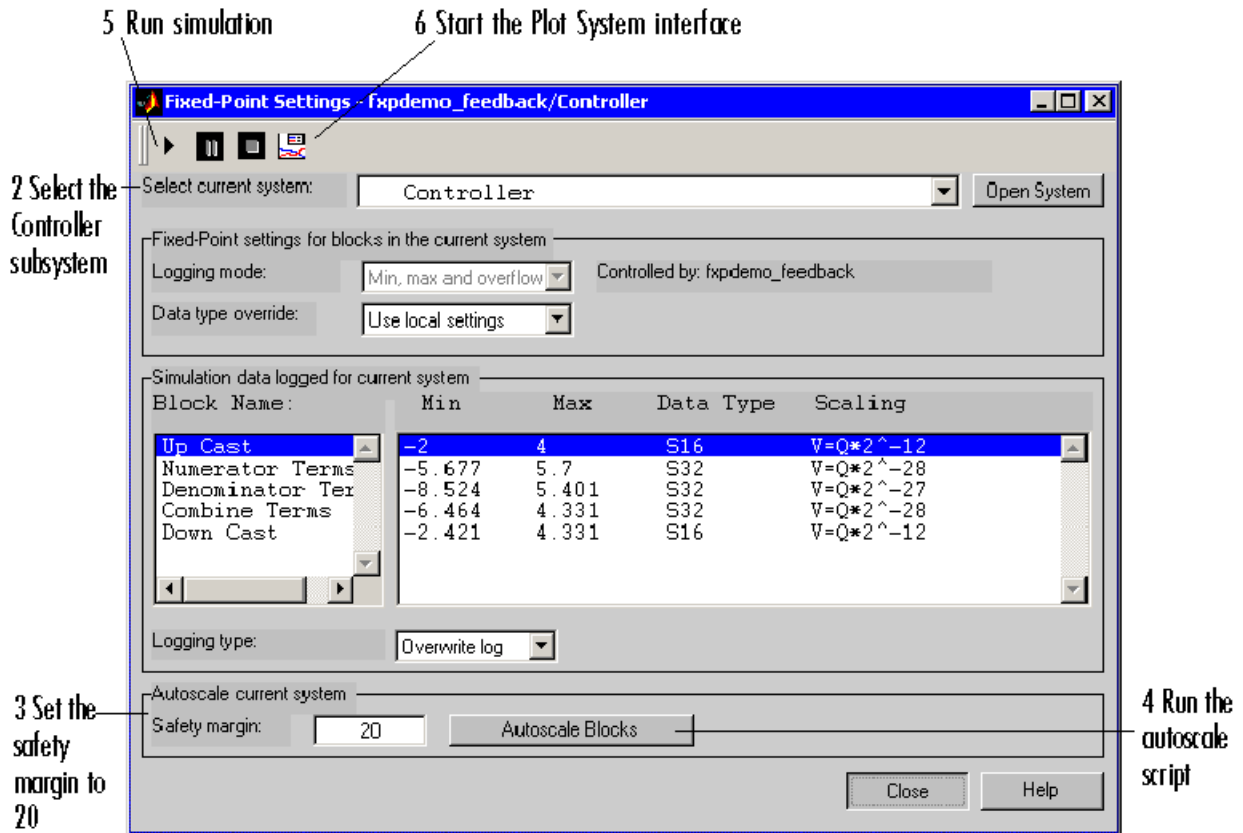 5 Run simulation
6 Start the Plot System interface
Fixed-Point Settings - fxpdemo_feedback/Controller
2 Select the
Controller
subsystem
Select current system:
Controller
Open System
Fixed-Point settings for blocks in the current system
Logging mode:
Min, max and overflow
Controlled by: fxpdemo_feedback
Data type override:
Use local settings
Simulation data logged for current system
Block Name: Min Max Data Type Scaling
Up Cast -2 4 S16 V=Q*2^-12
Numerator Terms -5.677 5.7 S32 V=Q*2^-28
Denominator Ter -8.524 5.401 S32 V=Q*2^-27
Combine Terms -6.464 4.331 S32 V=Q*2^-28
Down Cast -2.421 4.331 S16 V=Q*2^-12
Logging type:
Overwrite log
3 Set the
safety
margin to
20
Autoscale current system
Safety margin:
20
Autoscale Blocks
4 Run the
autoscale
script
Close
Help